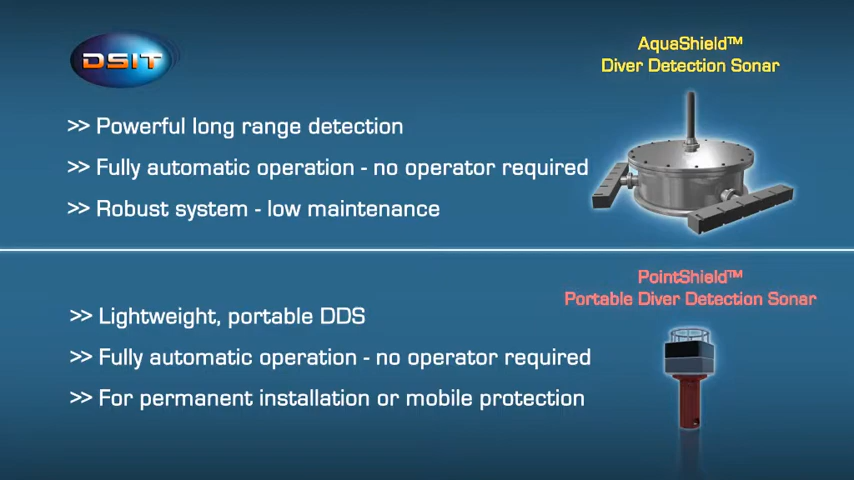 DSIT
AquaShield™
Diver Detection Sonar
>> Powerful long range detection
>> Fully automatic operation - no operator required
>> Robust system - low maintenance
PointShield™
Portable Diver Detection Sonar
>> Lightweight, portable DDS
>> Fully automatic operation - no operator required
>> For permanent installation or mobile protection